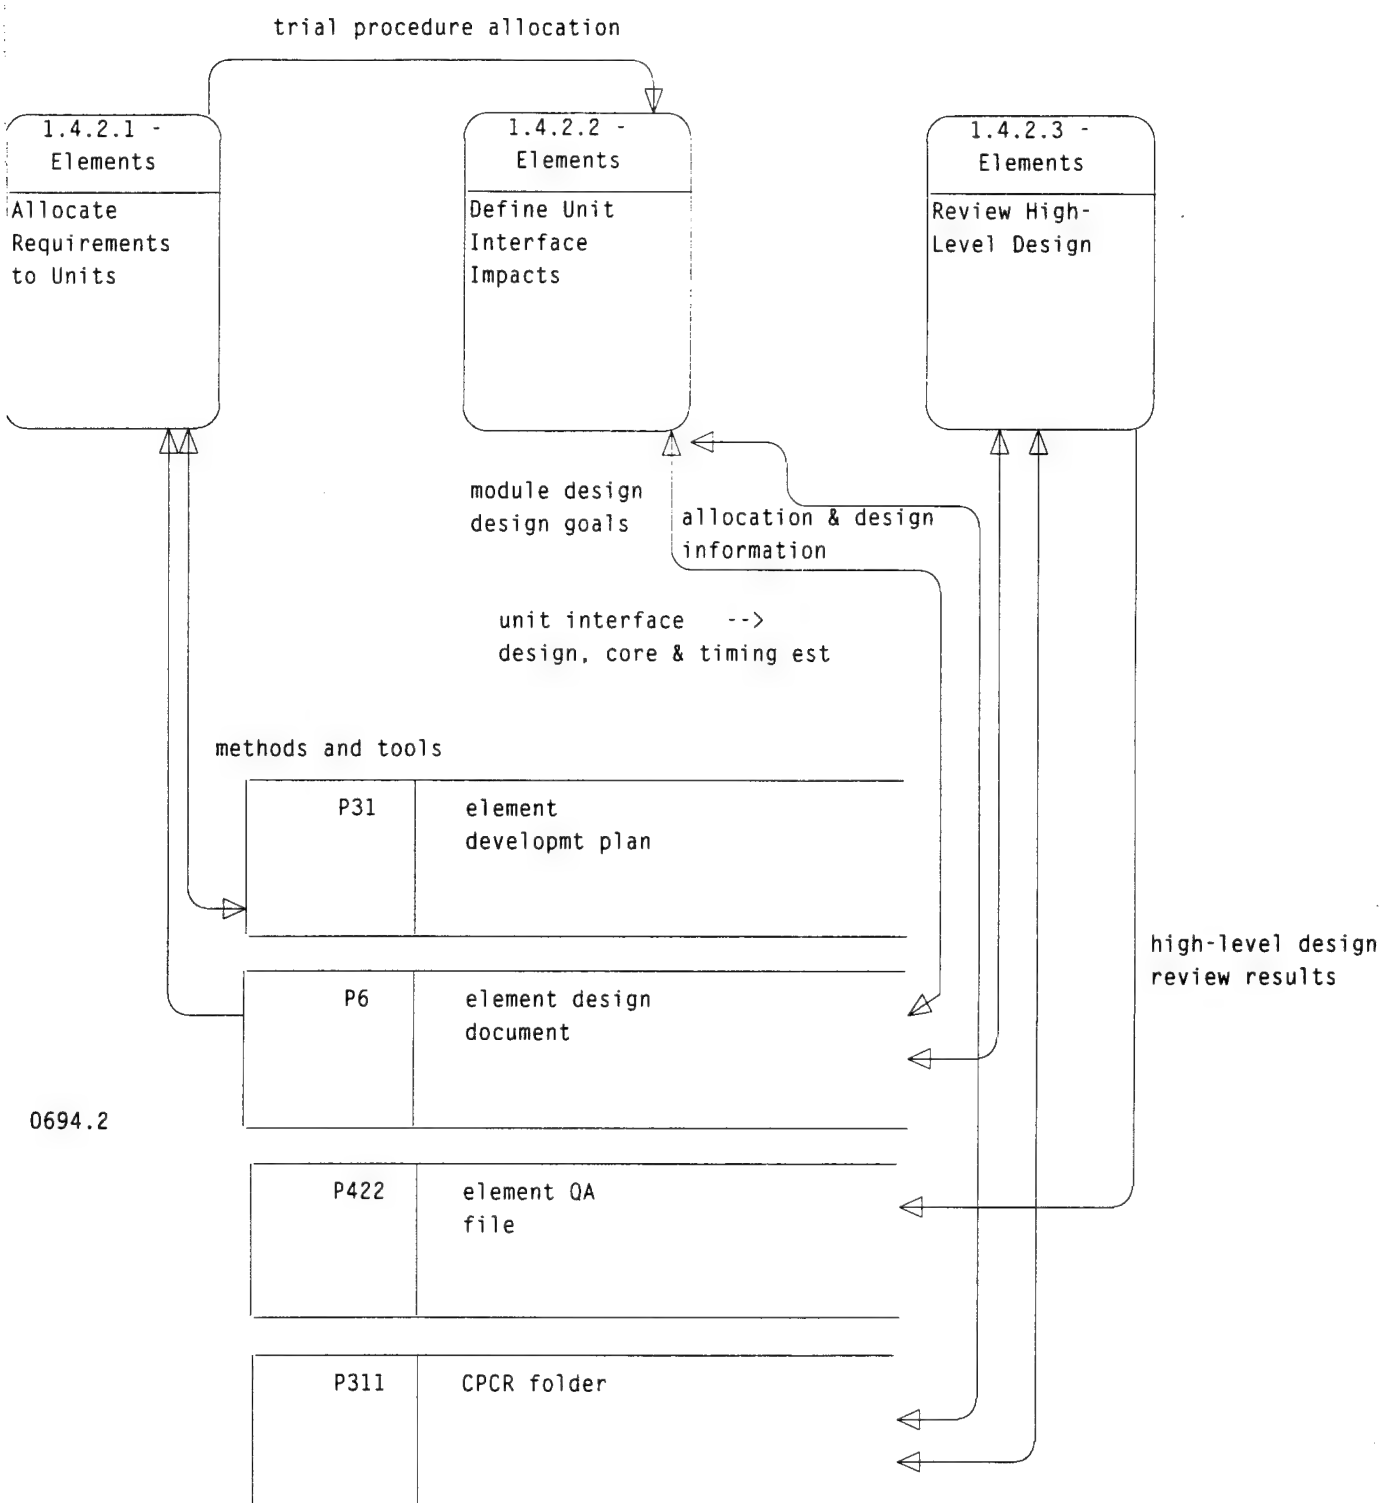 trial procedure allocation
1.4.2.1 -
Elements
Allocate
Requirements
to Units
1.4.2.2 -
Elements
Define Unit
Interface
Impacts
1.4.2.3 -
Elements
Review High-
Level Design
module design
design goals
allocation & design
information
unit interface -->
design, core & timing est
methods and tools
P31
element
developmt plan
high-level design
review results
P6
element design
document
0694.2
P422
element QA
file
P311
CPCR folder